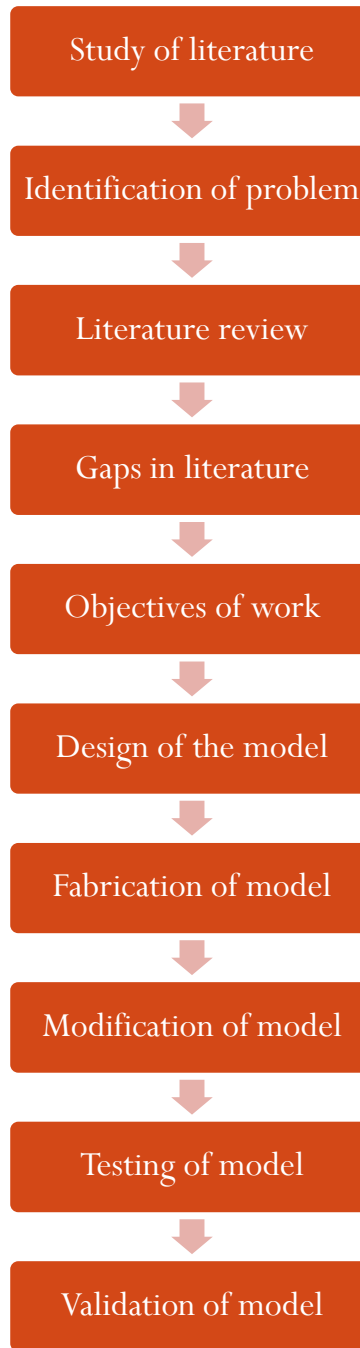 Study of literature
Identification of problem
Literature review
Gaps in literature
Objectives of work
Design of the model
Fabrication of model
Modification of model
Testing of model
Validation of model